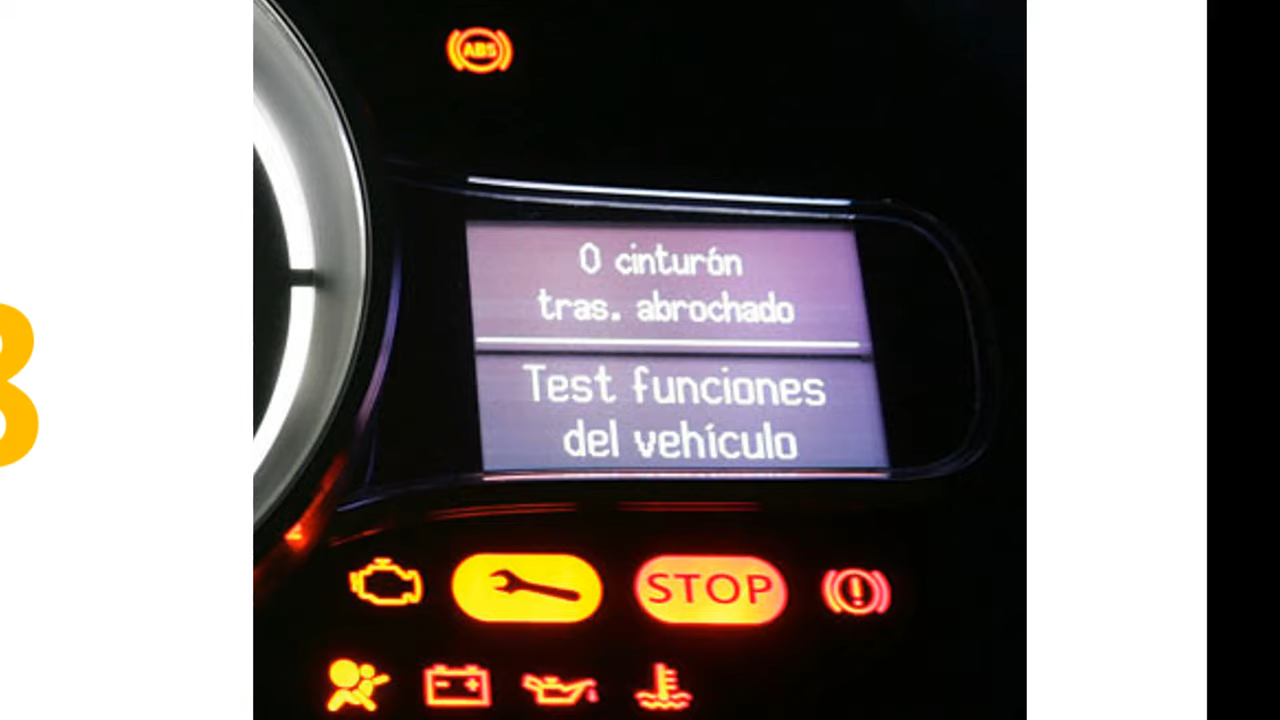 ABS
0 cinturón
tras. abrochado
Test funciones
del vehículo
STOP